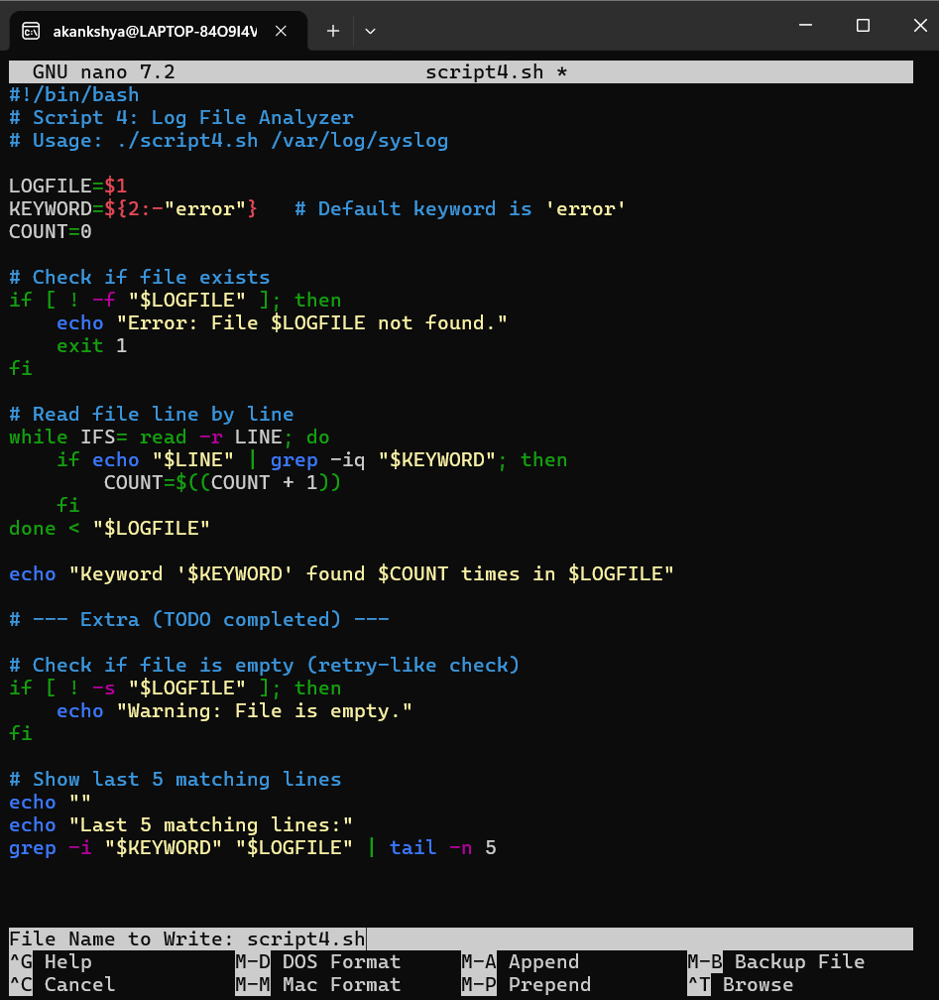 akankshya@LAPTOP-84O9I4V
GNU nano 7.2 script4.sh *
#!/bin/bash
# Script 4: Log File Analyzer
# Usage: ./script4.sh /var/log/syslog

LOGFILE=$1
KEYWORD=${2:-"error"}   # Default keyword is 'error'
COUNT=0

# Check if file exists
if [ ! -f "$LOGFILE" ]; then
    echo "Error: File $LOGFILE not found."
    exit 1
fi

# Read file line by line
while IFS= read -r LINE; do
    if echo "$LINE" | grep -iq "$KEYWORD"; then
        COUNT=$((COUNT + 1))
    fi
done < "$LOGFILE"

echo "Keyword '$KEYWORD' found $COUNT times in $LOGFILE"

# --- Extra (TODO completed) ---

# Check if file is empty (retry-like check)
if [ ! -s "$LOGFILE" ]; then
    echo "Warning: File is empty."
fi

# Show last 5 matching lines
echo ""
echo "Last 5 matching lines:"
grep -i "$KEYWORD" "$LOGFILE" | tail -n 5

File Name to Write: script4.sh
^G Help M-D DOS Format M-A Append M-B Backup File
^C Cancel M-M Mac Format M-P Prepend ^T Browse